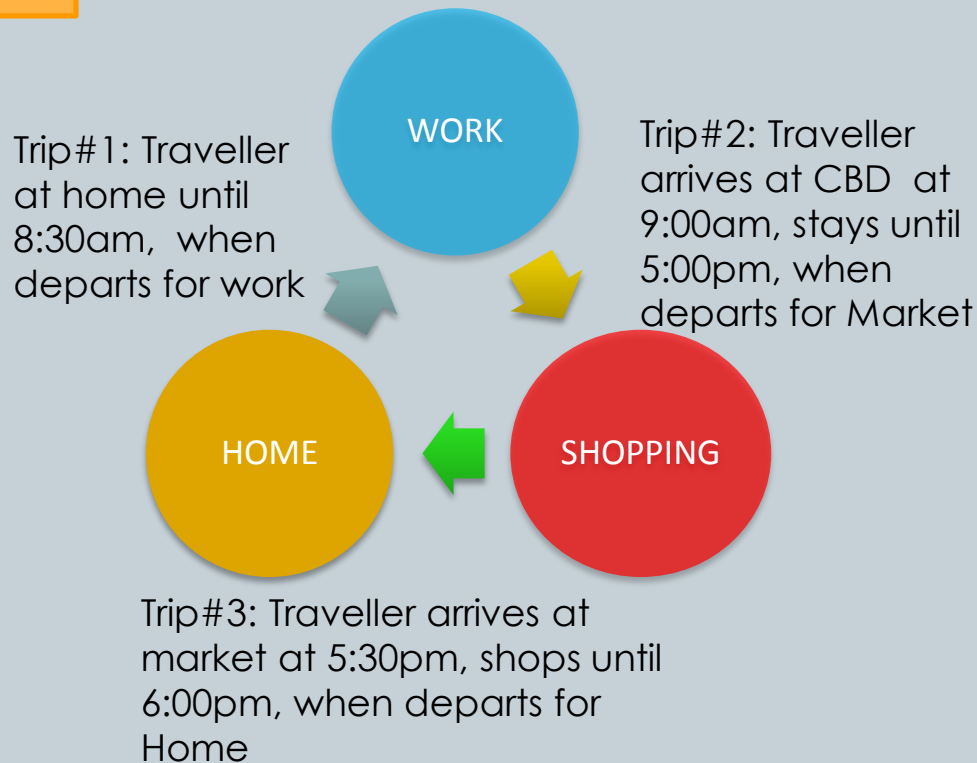 WORK
Trip#1: Traveller
at home until
8:30am, when
departs for work
Trip#2: Traveller
arrives at CBD at
9:00am, stays until
5:00pm, when
departs for Market
HOME
SHOPPING
Trip#3: Traveller arrives at
market at 5:30pm, shops until
6:00pm, when departs for
Home